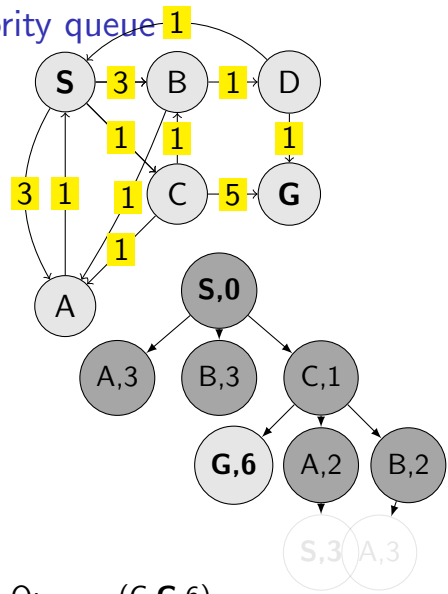 ority queue
1
S 3 B 1 D
1 1 1
3 1 1 C 5 G
1
A
S,0
A,3 B,3 C,1
G,6 A,2 B,2
S,3 A,3